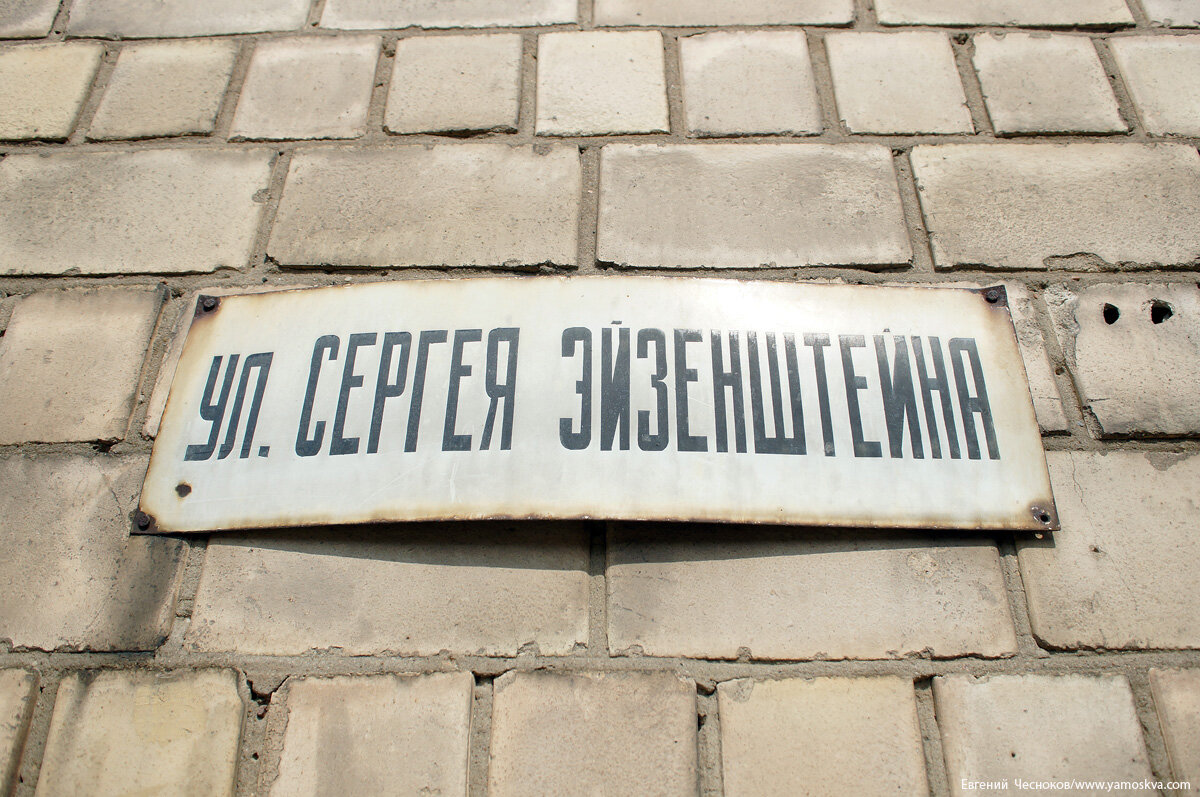 УЛ. СЕРГЕЯ ЭЙЗЕНШТЕЙНА
Евгений Чесноков/www.yamoskva.com